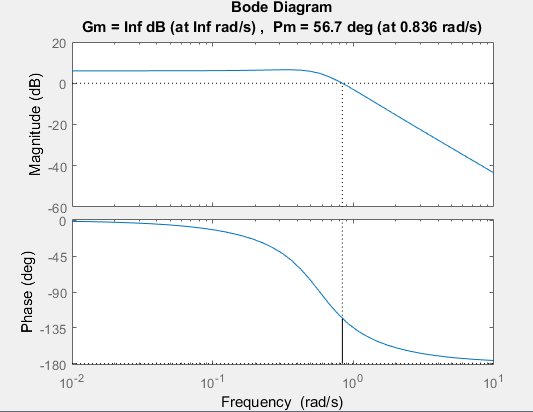 Bode Diagram
Gm = Inf dB (at Inf rad/s) , Pm = 56.7 deg (at 0.836 rad/s)
20
0
-20
-40
-60
Magnitude (dB)
0
-45
-90
-135
-180
Phase (deg)
10^-2 10^-1 10^0 10^1
Frequency (rad/s)